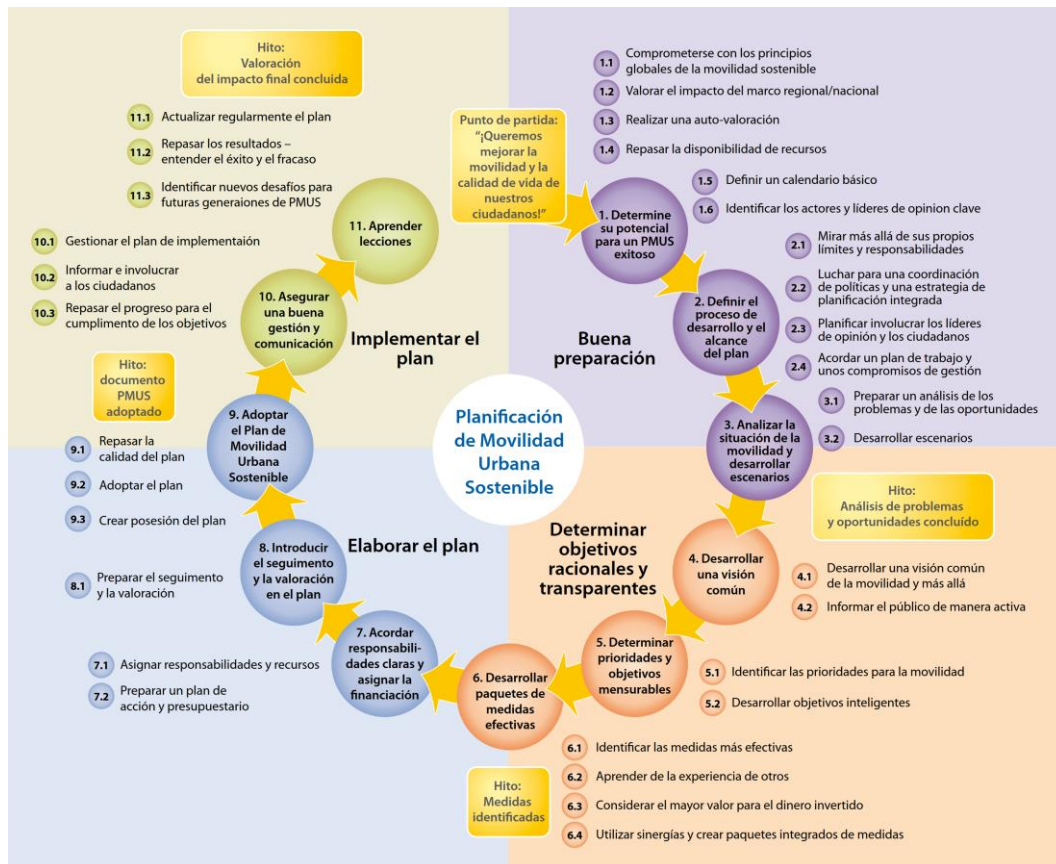 Hito:
Valoración
del impacto final concluida
11.1 Actualizar regularmente el plan
11.2 Repasar los resultados –
entender el éxito y el fracaso
11.3 Identificar nuevos desafíos para
futuras generaiones de PMUS
10.1 Gestionar el plan de implementaión
10.2 Informar e involucrar
a los ciudadanos
10.3 Repasar el progreso para el
cumplimento de los objetivos
11. Aprender
lecciones
10. Asegurar
una buena
gestión y
comunicación
Implementar el
plan
Punto de partida:
"¡Queremos
mejorar la
movilidad y la
calidad de vida de
nuestros
ciudadanos!"
1.1 Comprometerse con los principios
globales de la movilidad sostenible
1.2 Valorar el impacto del marco regional/nacional
1.3 Realizar una auto-valoración
1.4 Repasar la disponibilidad de recursos
1.5 Definir un calendario básico
1.6 Identificar los actores y líderes de opinion clave
1. Determine
su potencial
para un PMUS
exitoso
2.1 Mirar más allá de sus propios
límites y responsabilidades
2.2 Luchar para una coordinación
de políticas y una estrategia de
planificación integrada
2.3 Planificar involucrar los líderes
de opinión y los ciudadanos
2.4 Acordar un plan de trabajo y
unos compromisos de gestión
2. Definir el
proceso de
desarrollo y el
alcance
del plan
Buena
preparación
3.1 Preparar un análisis de los
problemas y de las oportunidades
3.2 Desarrollar escenarios
3. Analizar la
situación de la
movilidad y
desarrollar
escenarios
Planificación
de Movilidad
Urbana
Sostenible
Hito:
Análisis de problemas
y oportunidades concluído
Determinar
objetivos
racionales y
transparentes
4. Desarrollar
una visión
común
4.1 Desarrollar una visión común
de la movilidad y más allá
4.2 Informar el público de manera activa
5. Determinar
prioridades y
objetivos
mensurables
5.1 Identificar las prioridades para la movilidad
5.2 Desarrollar objetivos inteligentes
6. Desarrollar
paquetes de
medidas
efectivas
6.1 Identificar las medidas más efectivas
6.2 Aprender de la experiencia de otros
6.3 Considerar el mayor valor para el dinero invertido
6.4 Utilizar sinergías y crear paquetes integrados de medidas
Hito:
Medidas
identificadas
Elaborar el plan
7. Acordar
responsabili-
dades claras y
asignar la
financiación
7.1 Asignar responsabilidades y recursos
7.2 Preparar un plan de
acción y presupuestario
8. Introducir
el seguimento
y la valoración
en el plan
8.1 Preparar el seguimento
y la valoración
9. Adoptar
el Plan de
Movilidad
Urbana
Sostenible
9.1 Repasar la
calidad del plan
9.2 Adoptar el plan
9.3 Crear posesión del plan
Hito:
documento
PMUS
adoptado